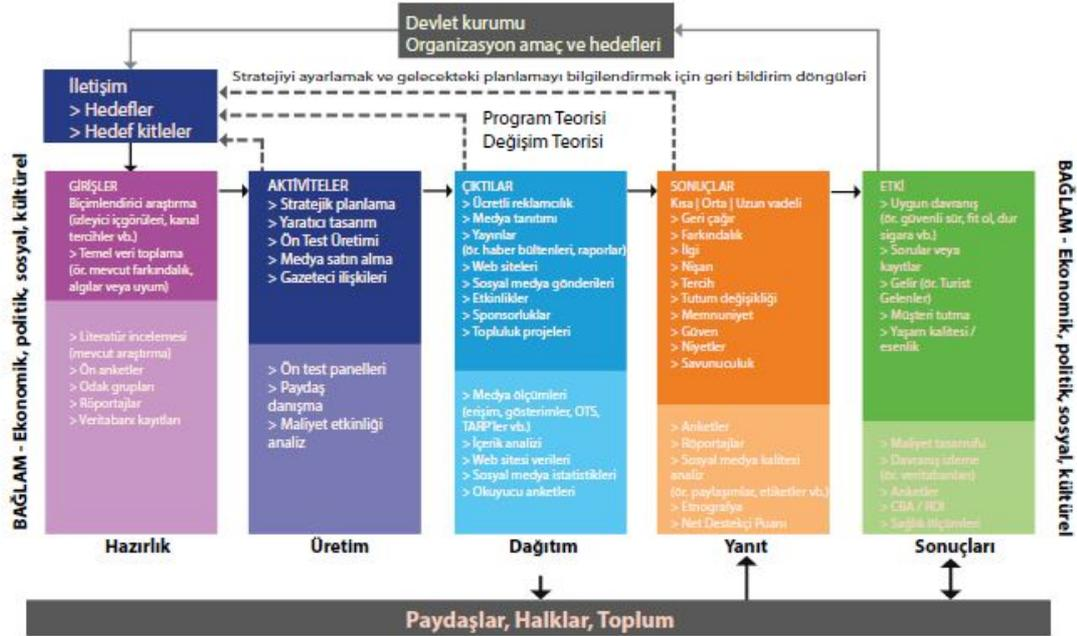 Devlet kurumu
Organizasyon amaç ve hedefleri
Stratejiyi ayarlamak ve gelecekteki planlamayı bilgilendirmek için geri bildirim döngüleri
İletişim
> Hedefler
> Hedef kitleler
Program Teorisi
Değişim Teorisi
BAĞLAM - Ekonomik, politik, sosyal, kültürel
GİRİŞLER
Biçimlendirici araştırma
(izleyici içgörüleri, kanal
tercihler vb.)
> Temel veri toplama
(ör. mevcut farkındalık,
algılar veya uyum)
> Literatür incelemesi
(mevcut araştırma)
> Ön anketler
> Odak grupları
> Röportajlar
> Veritabanı kayıtları
Hazırlık
AKTİVİTELER
> Stratejik planlama
> Yaratıcı tasarım
> Ön Test Üretimi
> Medya satın alma
> Gazeteci ilişkileri
> Ön test panelleri
> Paydaş
danışma
> Maliyet etkinliği
analiz
Üretim
ÇIKTILAR
> Ücretli reklamcılık
> Medya tanıtımı
> Yayınlar
(ör. haber bültenleri, raporlar)
> Web siteleri
> Sosyal medya gönderileri
> Etkinlikler
> Sponsorluklar
> Topluluk projeleri
> Medya ölçümleri
(erişim, gösterimler, OTS,
TARP'ler vb.)
> İçerik analizi
> Web sitesi verileri
> Sosyal medya istatistikleri
> Okuyucu anketleri
Dağıtım
SONUÇLAR
Kısa | Orta | Uzun vadeli
> Geri çağır
> Farkındalık
> İlgi
> Nişan
> Tercih
> Tutum değişikliği
> Memnuniyet
> Güven
> Niyetler
> Savunuculuk
> Anketler
> Röportajlar
> Sosyal medya kalitesi
analiz
(ör. paylaşımlar, etiketler vb.)
> Etnografya
> Net Destekçi Puanı
Yanıt
ETKİ
> Uygun davranış
(ör. güvenli sür, fit ol, dur
sigara vb.)
> Sorular veya
kayıtlar
> Gelir (ör. Turist
Gelenler)
> Müşteri tutma
> Yaşam kalitesi /
esenlik
> Maliyet tasarrufu
> Davranış izleme
(ör. veritabanları)
> Anketler
> CBA / ROI
> Sağlık ölçümleri
Sonuçları
BAĞLAM - Ekonomik, politik, sosyal, kültürel
Paydaşlar, Halklar, Toplum